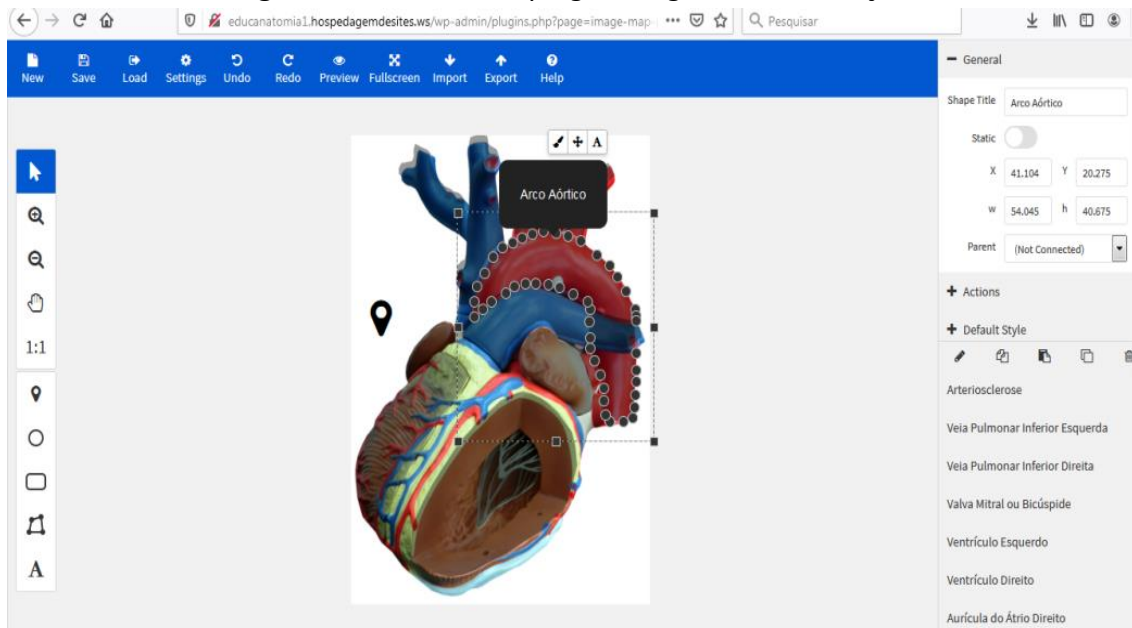 educanatomia1.hospedagemdesites.ws/wp-admin/plugins.php?page=image-map-
Pesquisar
New Save Load Settings Undo Redo Preview Fullscreen Import Export Help
General
Shape Title Arco Aórtico
Static
X 41.104 Y 20.275
w 54.045 h 40.675
Parent (Not Connected)
Actions
Default Style
1:1
A
A
Arco Aórtico
Arteriosclerose
Veia Pulmonar Inferior Esquerda
Veia Pulmonar Inferior Direita
Valva Mitral ou Bicúspide
Ventrículo Esquerdo
Ventrículo Direito
Aurícula do Átrio Direito